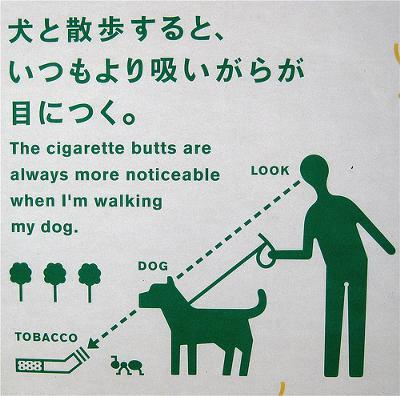 犬と散歩すると、
いつもより吸いがらが
目につく。
The cigarette butts are
always more noticeable
when I'm walking
my dog.
LOOK
DOG
TOBACCO